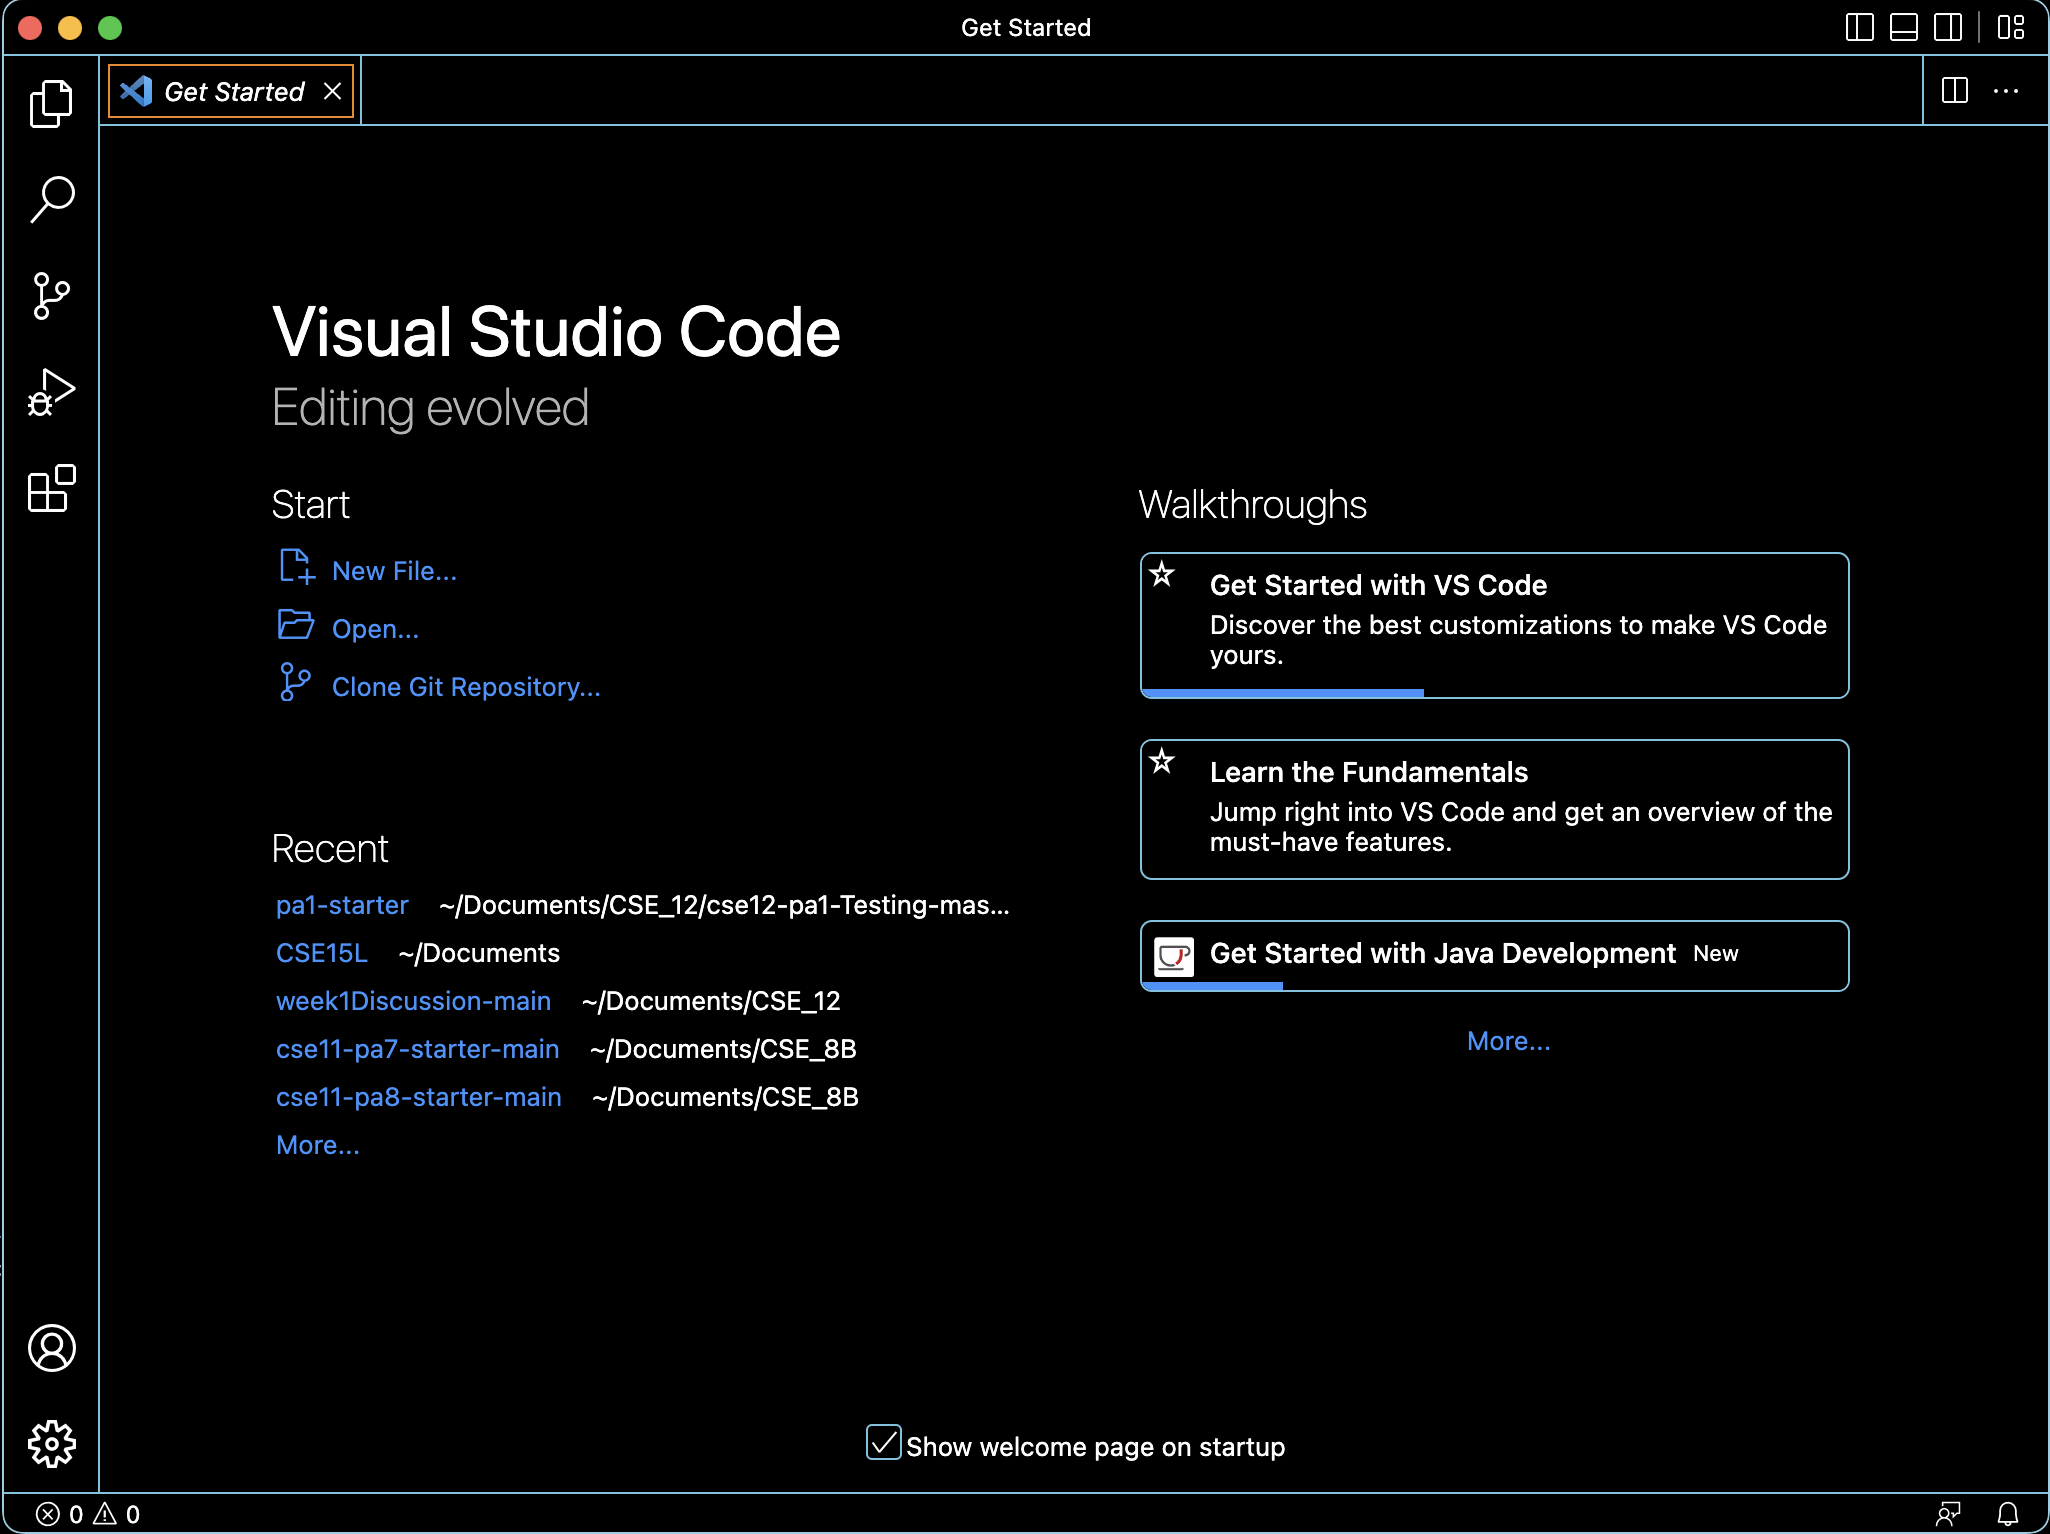 Get Started
Get Started
Visual Studio Code
Editing evolved
Start
New File...
Open...
Clone Git Repository...
Recent
pa1-starter ~/Documents/CSE_12/cse12-pa1-Testing-mas...
CSE15L ~/Documents
week1Discussion-main ~/Documents/CSE_12
cse11-pa7-starter-main ~/Documents/CSE_8B
cse11-pa8-starter-main ~/Documents/CSE_8B
More...
Walkthroughs
Get Started with VS Code
Discover the best customizations to make VS Code
yours.
Learn the Fundamentals
Jump right into VS Code and get an overview of the
must-have features.
Get Started with Java Development New
More...
Show welcome page on startup
0 0